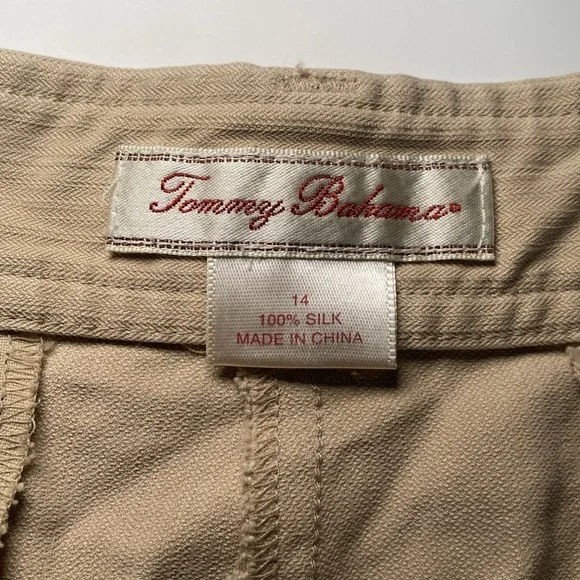 Tommy Bahama®
14
100% SILK
MADE IN CHINA